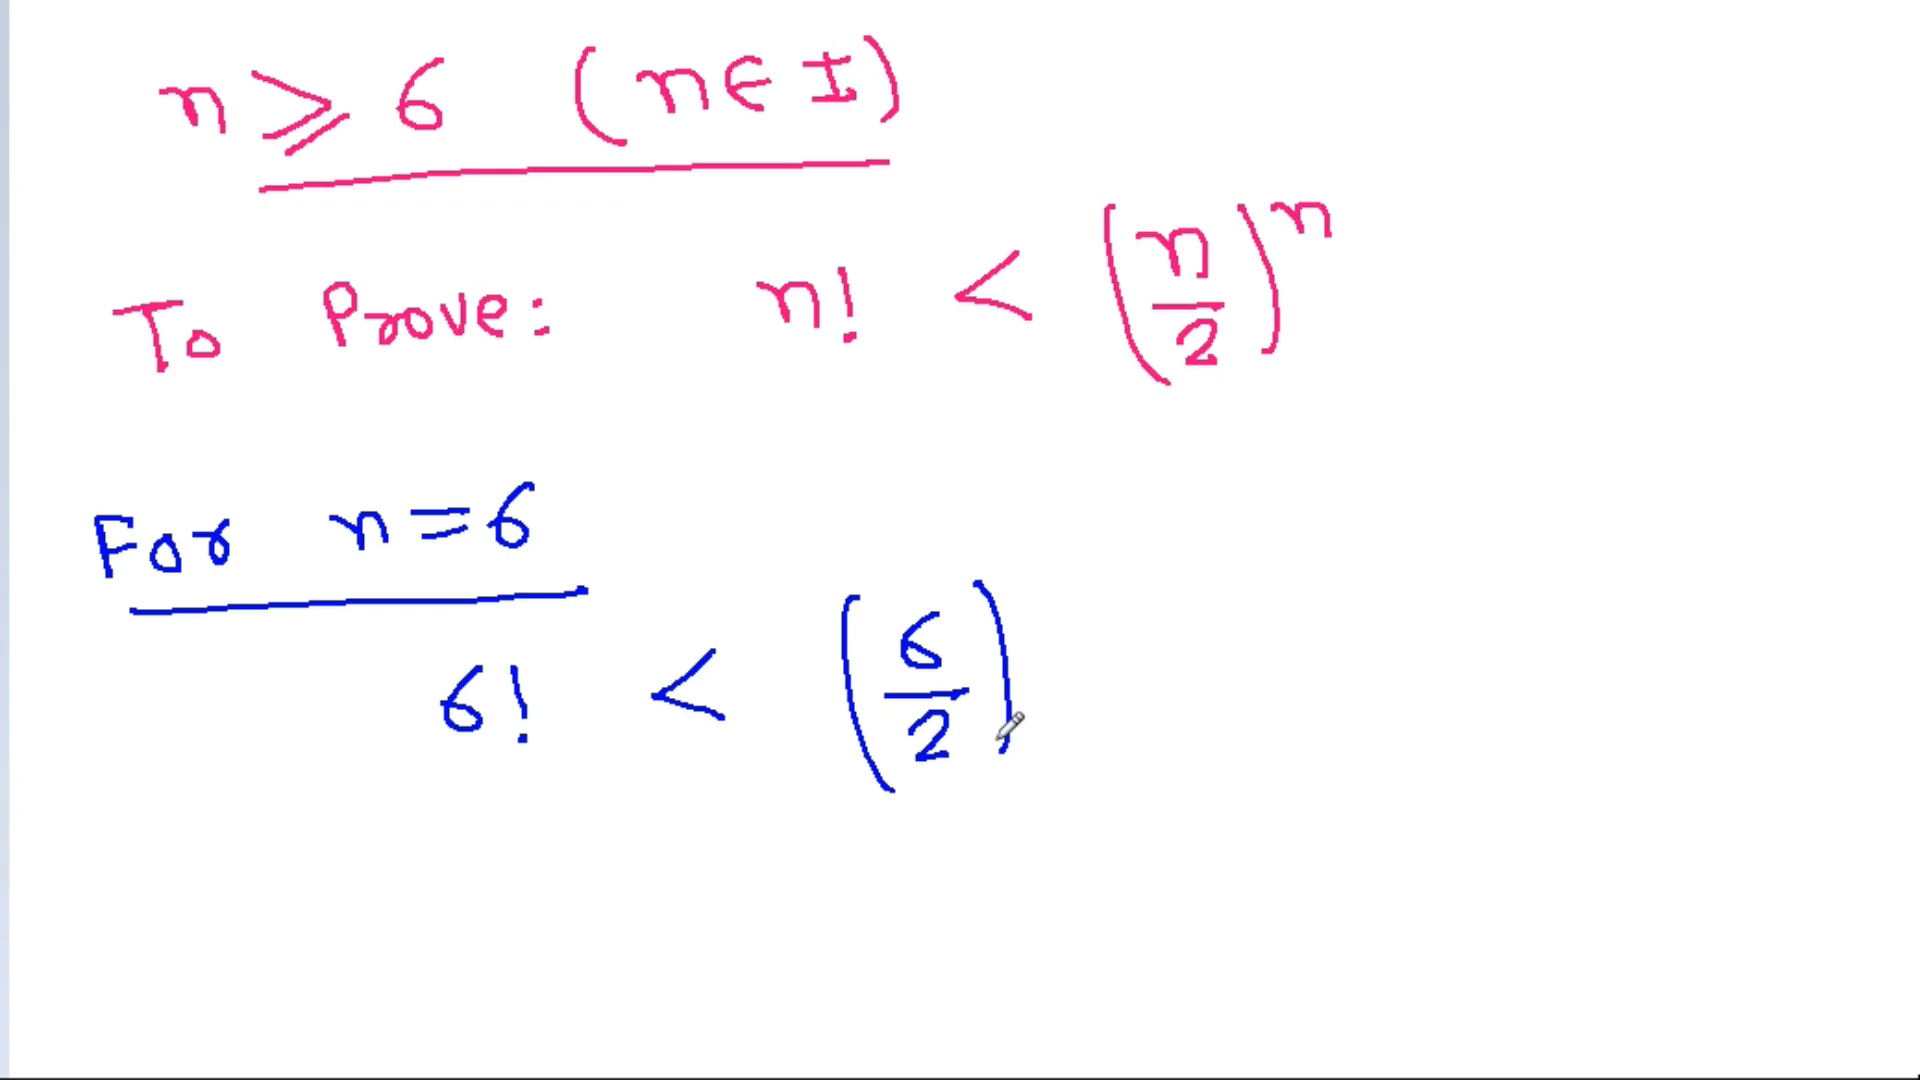 n ≥ 6 (n ∈ I)
To Prove: n! < (n/2)^n
For n=6
6! < (6/2)